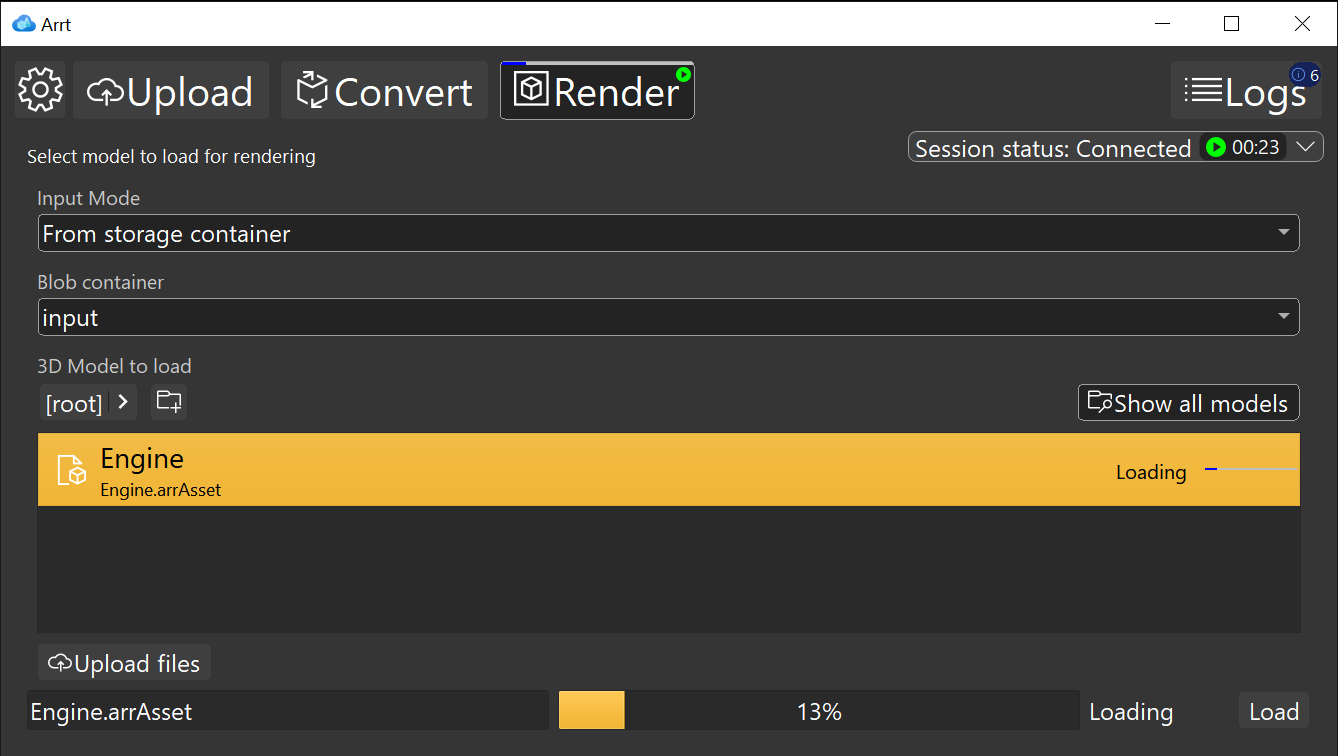 Arrt
Upload
Convert
Render
Logs
6
Select model to load for rendering
Session status: Connected
00:23
Input Mode
From storage container
Blob container
input
3D Model to load
[root]
Show all models
Engine
Engine.arrAsset
Loading
Upload files
Engine.arrAsset
13%
Loading
Load